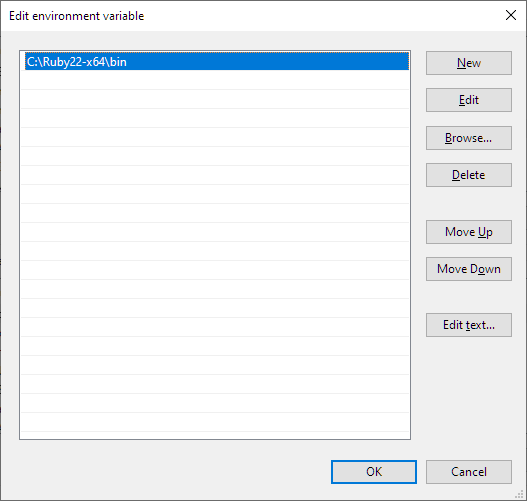 Edit environment variable
C:\Ruby22-x64\bin
New
Edit
Browse...
Delete
Move Up
Move Down
Edit text...
OK
Cancel